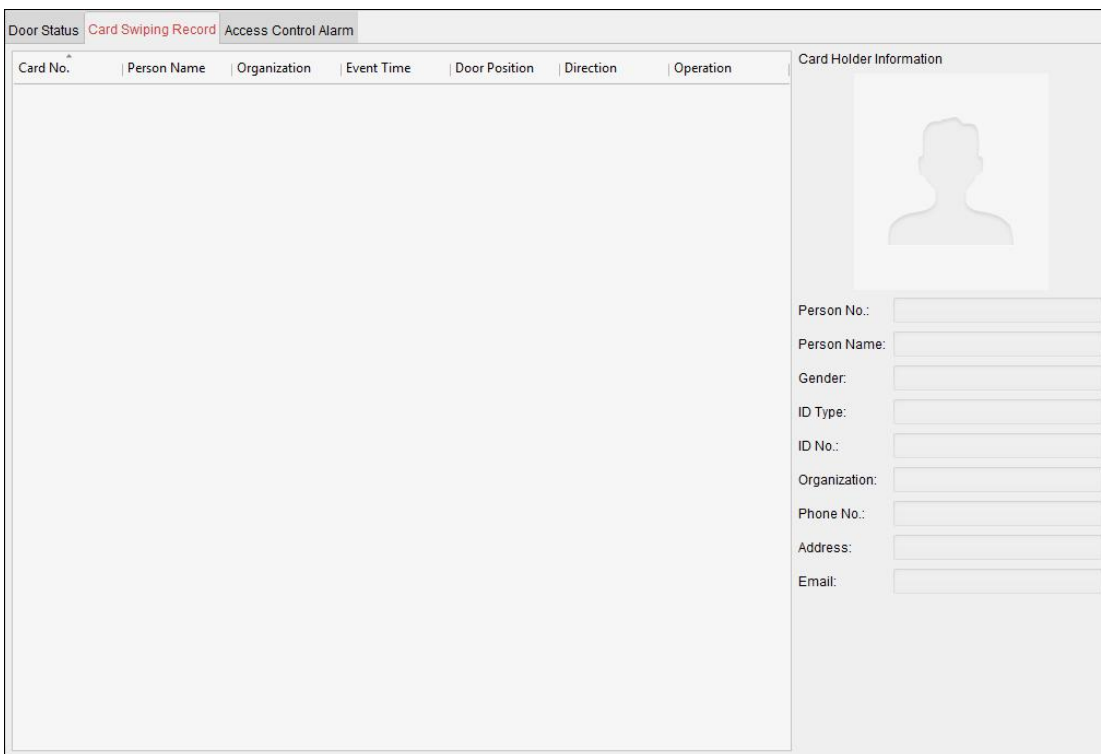 Door Status Card Swiping Record Access Control Alarm
Card No. Person Name Organization Event Time Door Position Direction Operation
Card Holder Information
Person No.:
Person Name:
Gender:
ID Type:
ID No.:
Organization:
Phone No.:
Address:
Email: